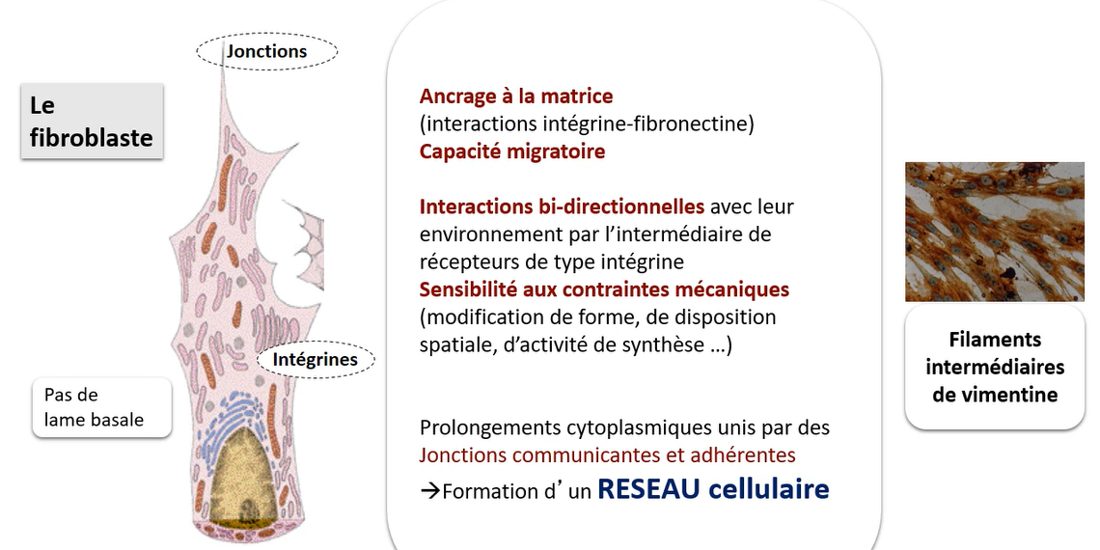 Jonctions
Le
fibroblaste
Intégrines
Pas de
lame basale
Ancrage à la matrice
(interactions intégrine-fibronectine)
Capacité migratoire
Interactions bi-directionnelles avec leur
environnement par l'intermédiaire de
récepteurs de type intégrine
Sensibilité aux contraintes mécaniques
(modification de forme, de disposition
spatiale, d'activité de synthèse ...)
Prolongements cytoplasmiques unis par des
Jonctions communicantes et adhérentes
→Formation d' un RESEAU cellulaire
Filaments
intermédiaires
de vimentine